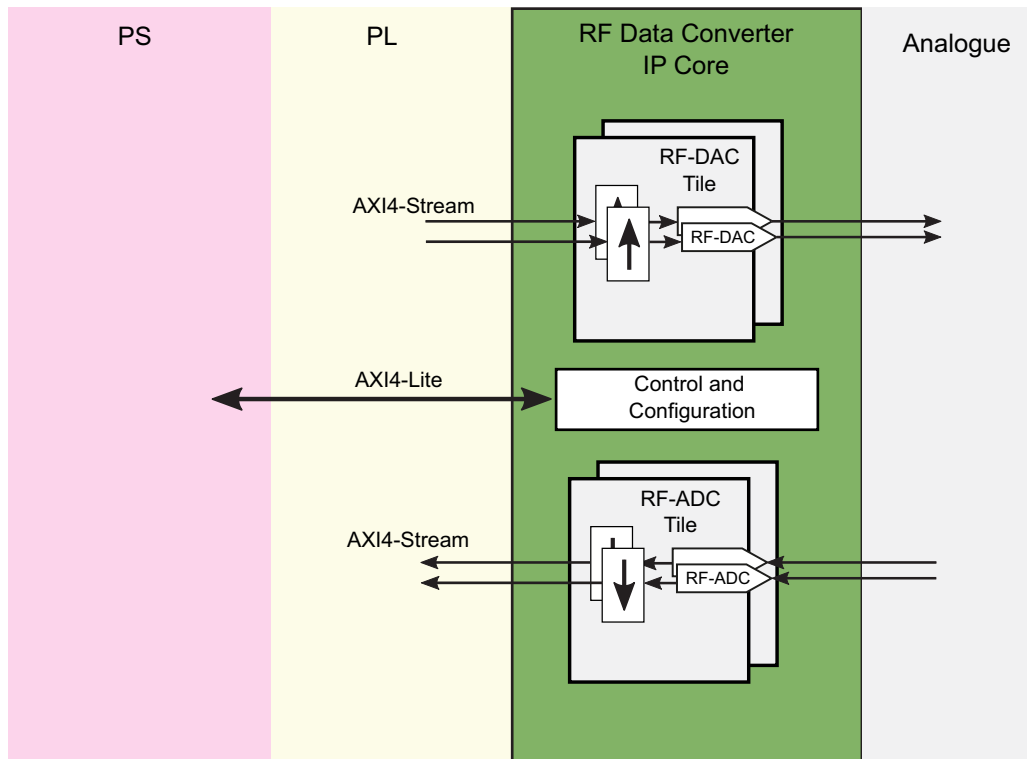 PS
PL
RF Data Converter
IP Core
Analogue
RF-DAC
Tile
AXI4-Stream
RF-DAC
AXI4-Lite
Control and
Configuration
RF-ADC
Tile
AXI4-Stream
RF-ADC